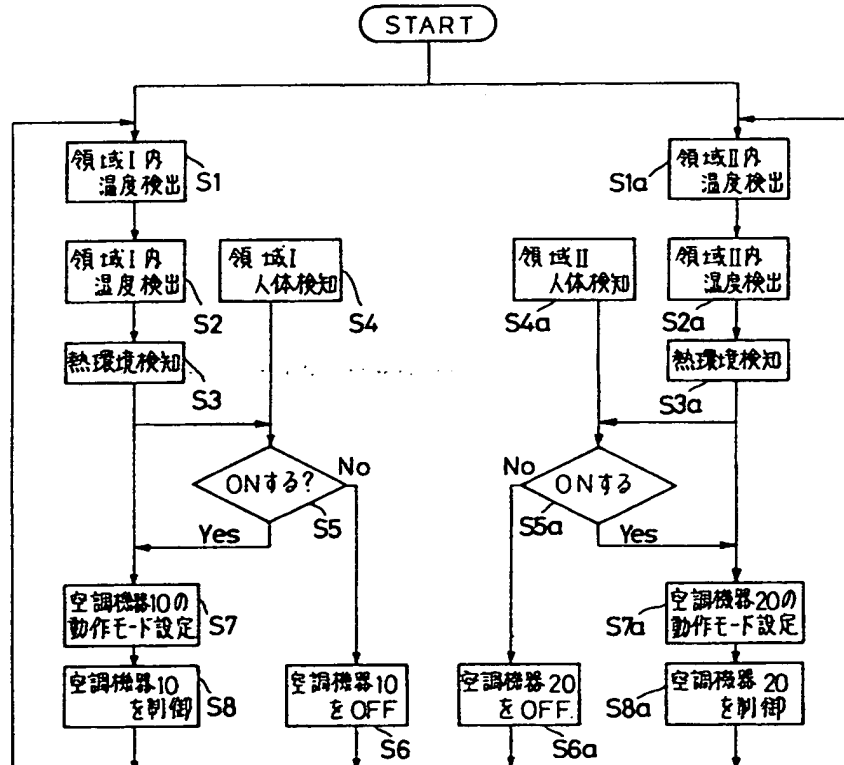 START
領域I内
温度検出
S1
領域II内
温度検出
S1a
領域I内
温度検出
S2
領域I
人体検知
S4
領域II
人体検知
S4a
領域II内
温度検出
S2a
熱環境検知
S3
熱環境検知
S3a
ONする?
No
S5
Yes
No
ONする
S5a
Yes
空調機器10の
動作モード設定
S7
空調機器20の
動作モード設定
S7a
空調機器10
を制御
S8
空調機器10
をOFF
S6
空調機器20
をOFF.
S6a
空調機器20
を制御
S8a